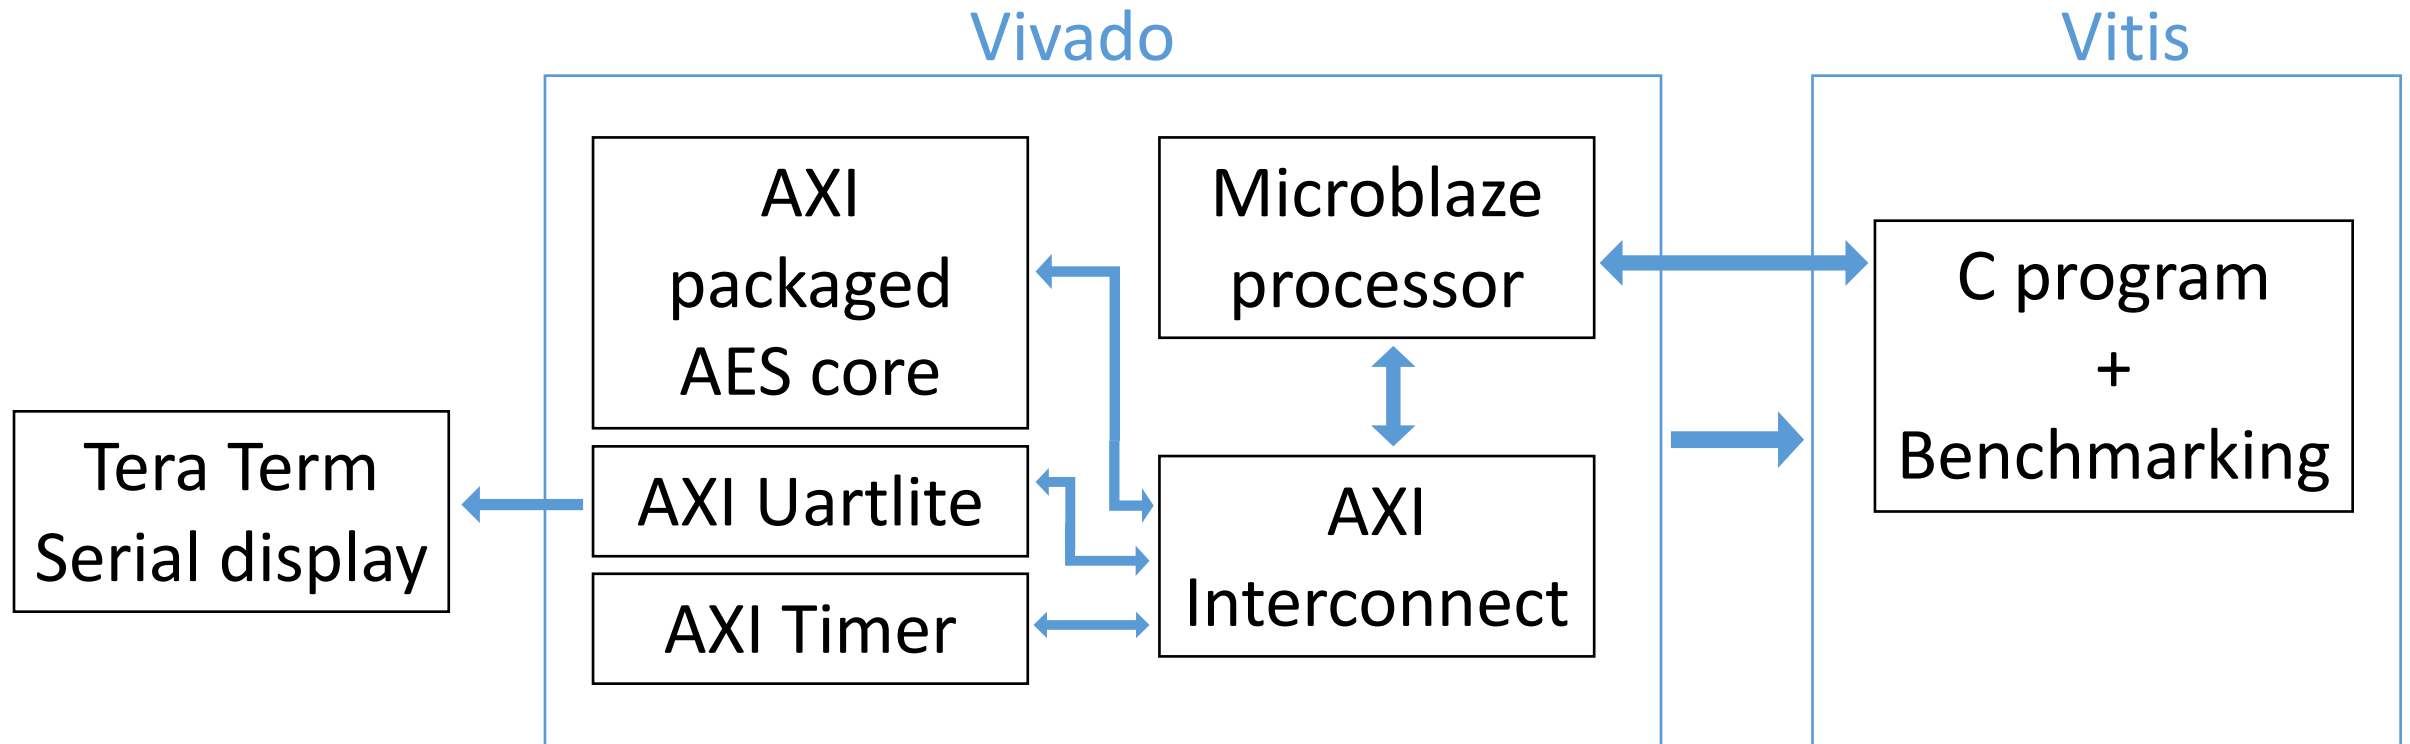 Vivado
Vitis
AXI
packaged
AES core
Microblaze
processor
C program
+
Benchmarking
Tera Term
Serial display
AXI Uartlite
AXI
Interconnect
AXI Timer